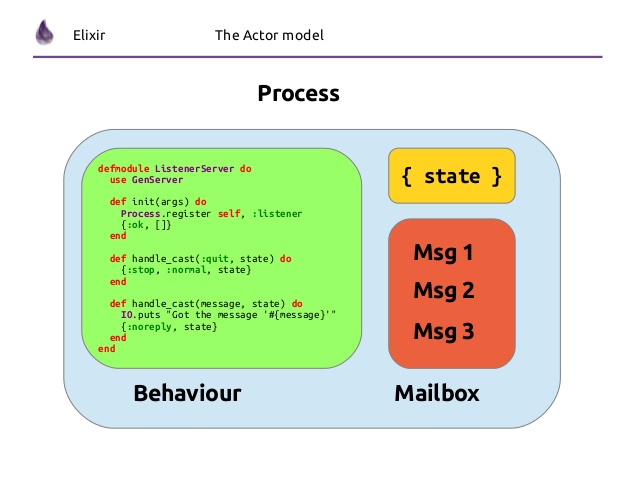 Elixir The Actor model
Process
defmodule ListenerServer do
  use GenServer

  def init(args) do
    Process.register self, :listener
    {:ok, []}
  end

  def handle_cast(:quit, state) do
    {:stop, :normal, state}
  end

  def handle_cast(message, state) do
    IO.puts "Got the message '#{message}'"
    {:noreply, state}
  end
end
{ state }
Msg 1
Msg 2
Msg 3
Behaviour
Mailbox